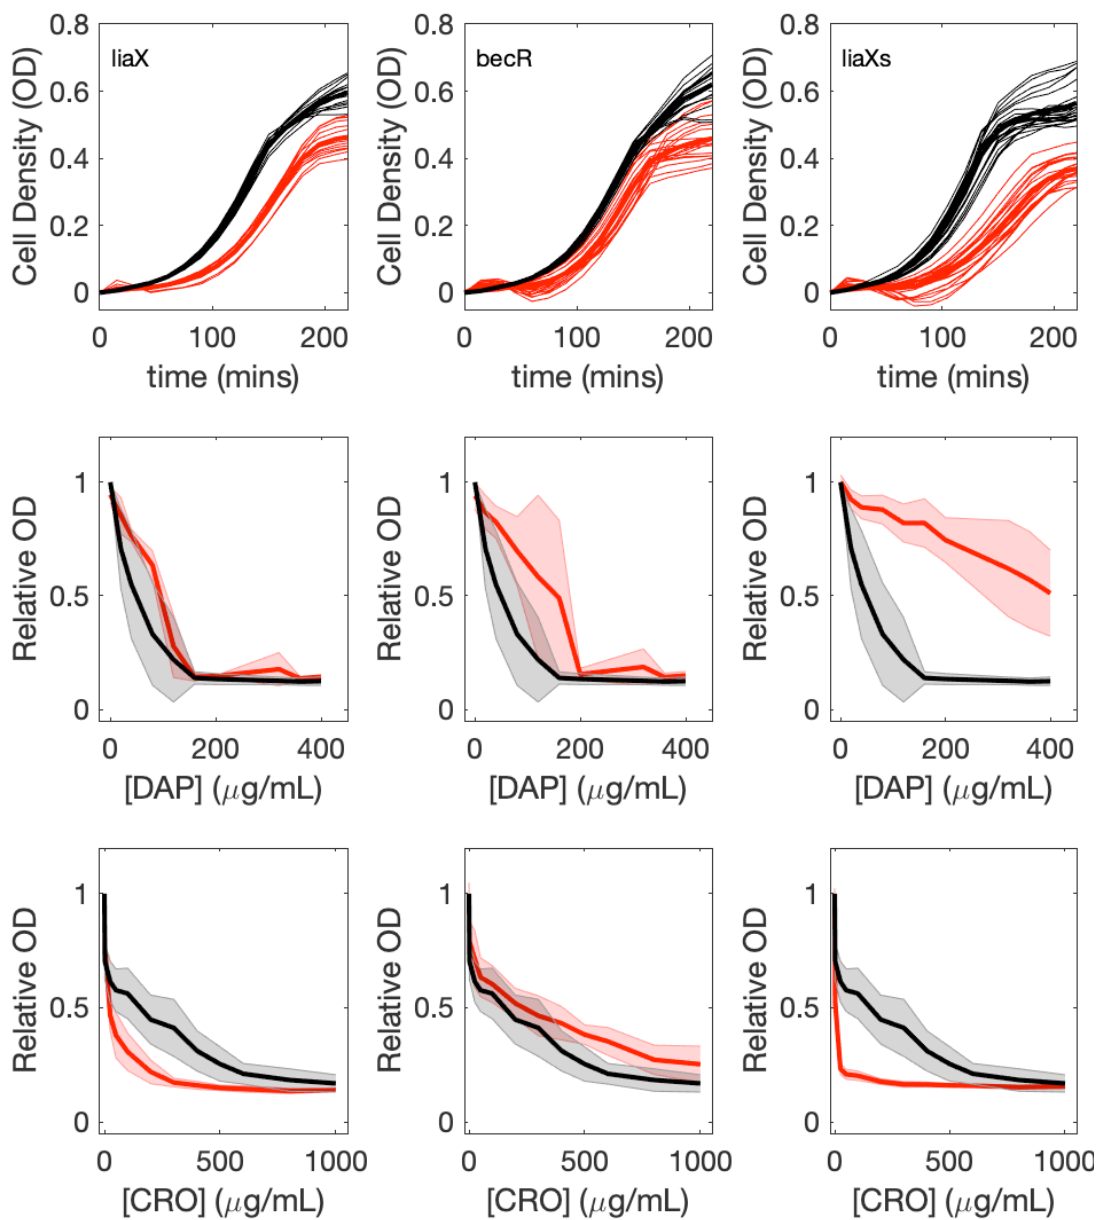 liaX
Cell Density (OD)
0.8
0.6
0.4
0.2
0
0
100
200
time (mins)
becR
Cell Density (OD)
0.8
0.6
0.4
0.2
0
0
100
200
time (mins)
liaXs
Cell Density (OD)
0.8
0.6
0.4
0.2
0
0
100
200
time (mins)
Relative OD
1
0.5
0
0
200
400
[DAP] (μg/mL)
Relative OD
1
0.5
0
0
200
400
[DAP] (μg/mL)
Relative OD
1
0.5
0
0
200
400
[DAP] (μg/mL)
Relative OD
1
0.5
0
0
500
1000
[CRO] (μg/mL)
Relative OD
1
0.5
0
0
500
1000
[CRO] (μg/mL)
Relative OD
1
0.5
0
0
500
1000
[CRO] (μg/mL)